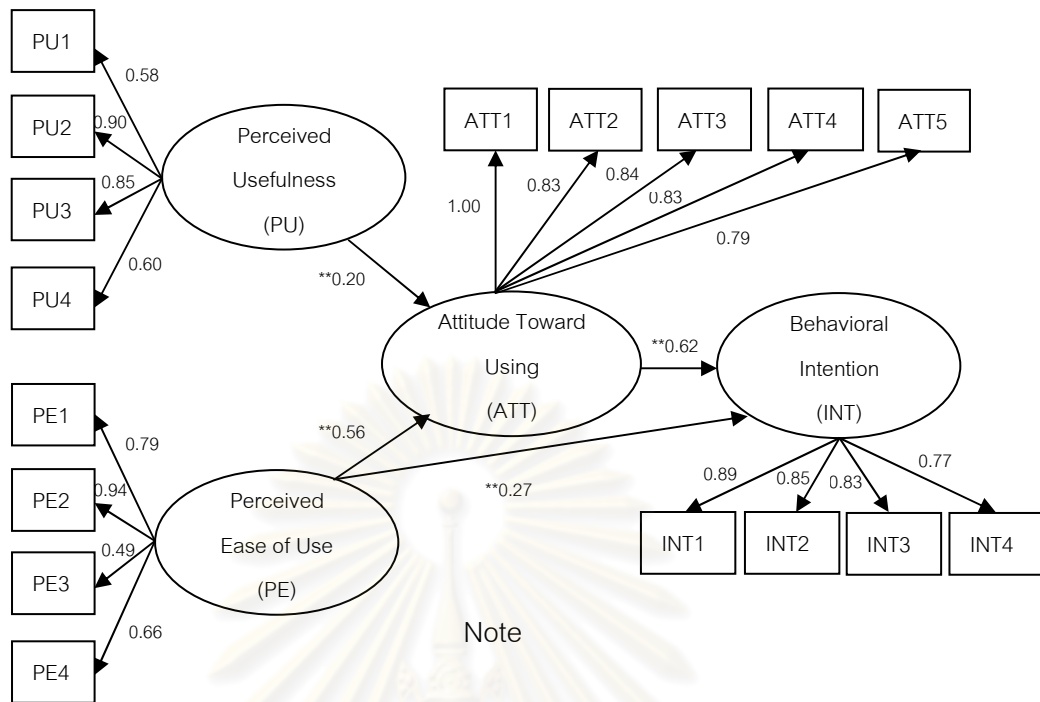 PU1
0.58
PU2
0.90
PU3
0.85
PU4
0.60
Perceived
Usefulness
(PU)
**0.20
ATT1
ATT2
ATT3
ATT4
ATT5
1.00
0.83
0.84
0.83
0.79
Attitude Toward
Using
(ATT)
**0.62
Behavioral
Intention
(INT)
PE1
0.79
PE2
0.94
PE3
0.49
PE4
0.66
Perceived
Ease of Use
(PE)
**0.56
**0.27
0.89
0.85
0.83
0.77
INT1
INT2
INT3
INT4
Note